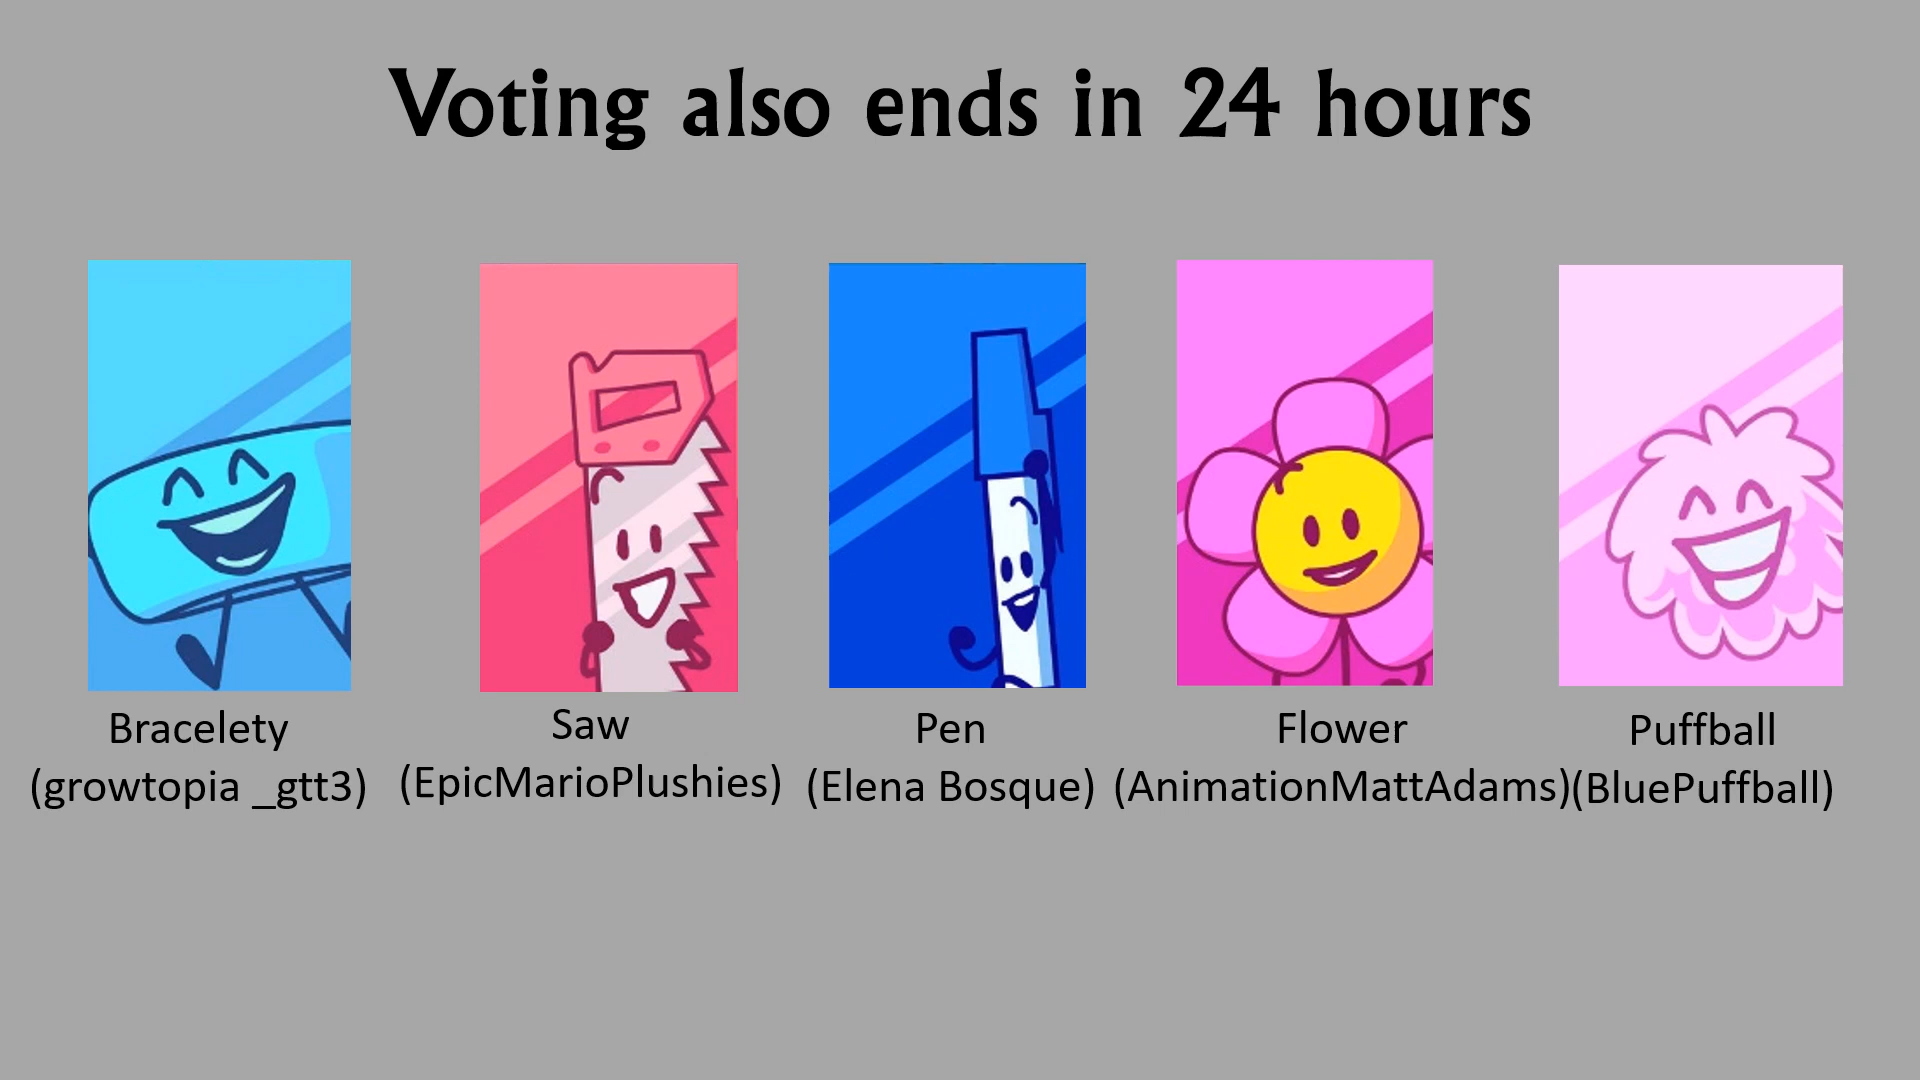 Voting also ends in 24 hours
Bracelety
(growtopia _gtt3)
Saw
(EpicMarioPlushies)
Pen
(Elena Bosque)
Flower
(AnimationMattAdams)
Puffball
(BluePuffball)